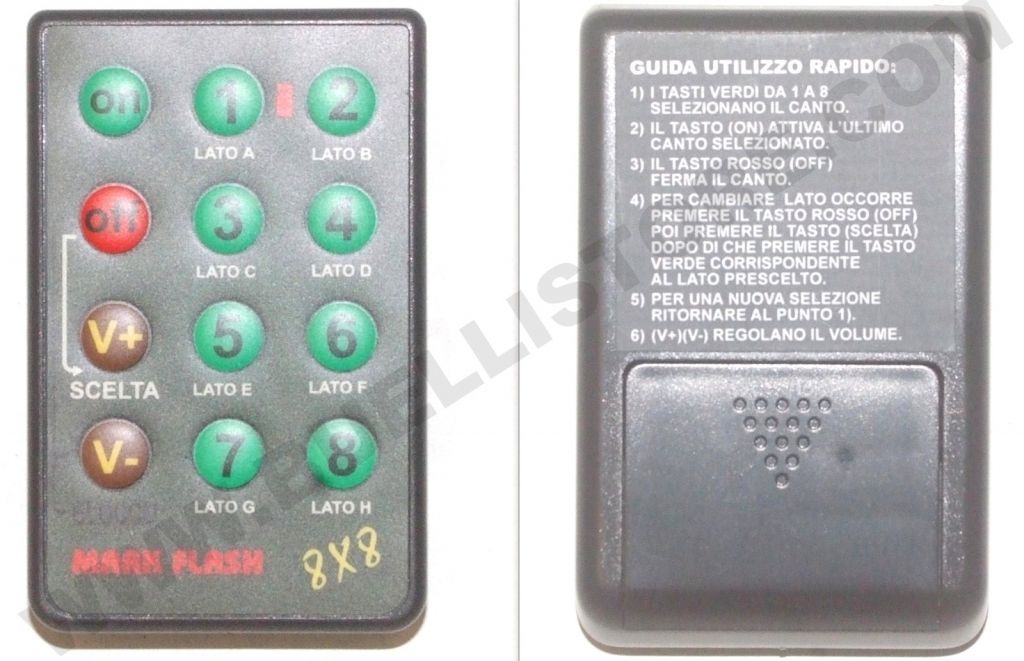 on 1 2
LATO A LATO B
off 3 4
LATO C LATO D
V+ 5 6
SCELTA LATO E LATO F
V- 7 8
LATO G LATO H
MARK FLASH 8X8
GUIDA UTILIZZO RAPIDO:
1) I TASTI VERDI DA 1 A 8
SELEZIONANO IL CANTO.
2) IL TASTO (ON) ATTIVA L'ULTIMO
CANTO SELEZIONATO.
3) IL TASTO ROSSO (OFF)
FERMA IL CANTO.
4) PER CAMBIARE LATO OCCORRE
PREMERE IL TASTO ROSSO (OFF)
POI PREMERE IL TASTO (SCELTA)
DOPO DI CHE PREMERE IL TASTO
VERDE CORRISPONDENTE
AL LATO PRESCELTO.
5) PER UNA NUOVA SELEZIONE
RITORNARE AL PUNTO 1).
6) (V+)(V-) REGOLANO IL VOLUME.